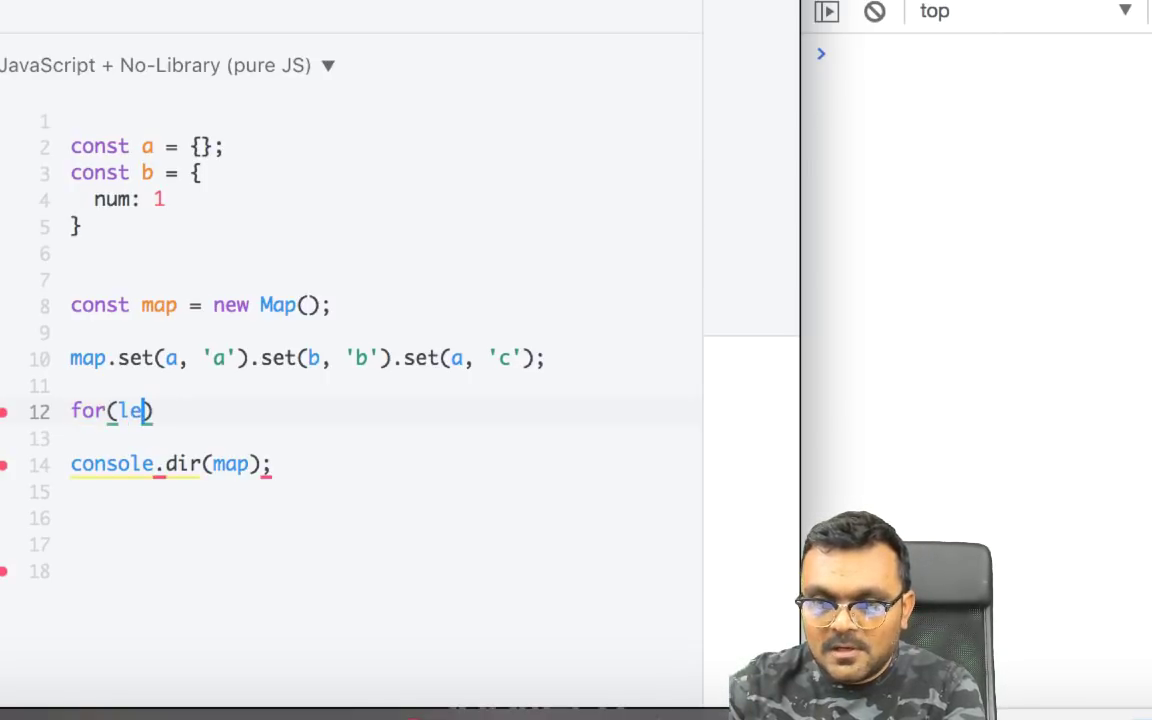 top
JavaScript + No-Library (pure JS) ▼
1
2 const a = {};
3 const b = {
4 num: 1
5 }
6
7
8 const map = new Map();
9
10 map.set(a, 'a').set(b, 'b').set(a, 'c');
11
12 for(le)
13
14 console.dir(map);
15
16
17
18